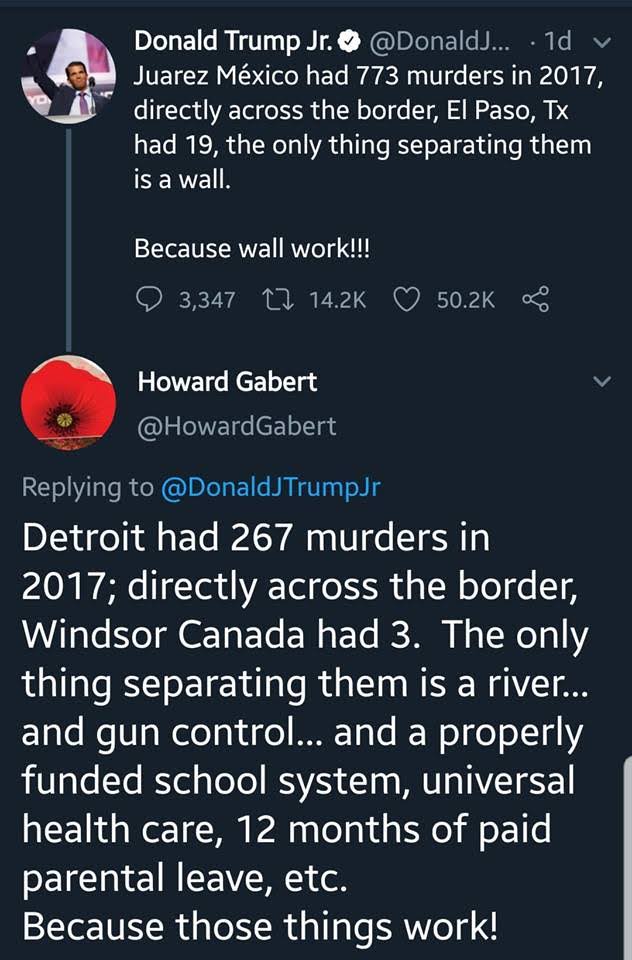 Donald Trump Jr. @DonaldJ... · 1d
Juarez México had 773 murders in 2017,
directly across the border, El Paso, Tx
had 19, the only thing separating them
is a wall.
Because wall work!!!
3,347 14.2K 50.2K
Howard Gabert
@HowardGabert
Replying to @DonaldJTrumpJr
Detroit had 267 murders in
2017; directly across the border,
Windsor Canada had 3. The only
thing separating them is a river...
and gun control... and a properly
funded school system, universal
health care, 12 months of paid
parental leave, etc.
Because those things work!